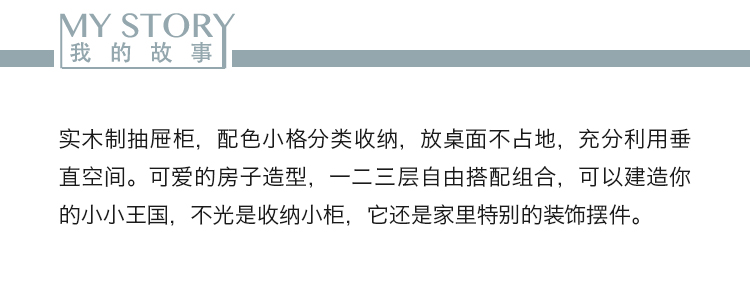 MY STORY
我的故事
实木制抽屉柜，配色小格分类收纳，放桌面不占地，充分利用垂
直空间。可爱的房子造型，一二三层自由搭配组合，可以建造你
的小小王国，不光是收纳小柜，它还是家里特别的装饰摆件。